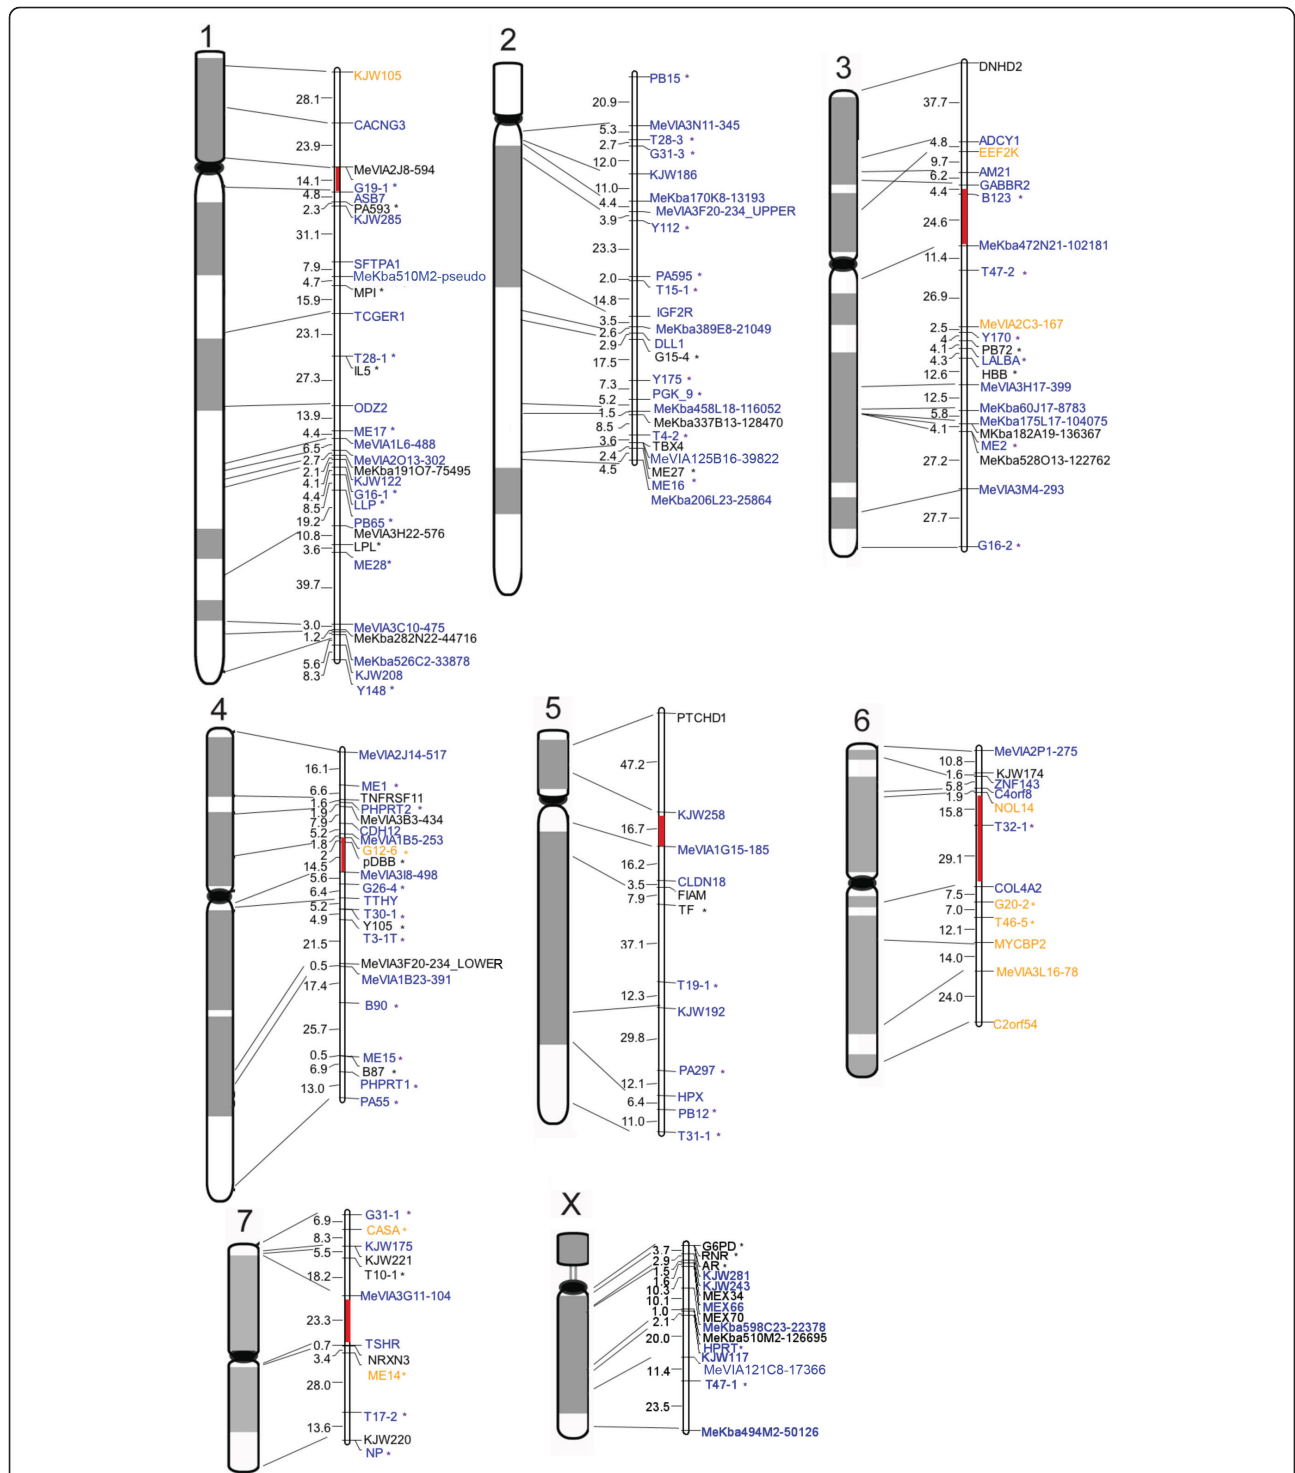 1
KJW105
28.1
CACNG3
23.9
MeVIA2J8-594
14.1
G19-1 *
4.8
ASB7
2.3
PA593 *
KJW285
31.1
SFTPA1
7.9
MeKba510M2-pseudo
4.7
MPI *
15.9
TCGER1
23.1
T28-1 *
IL5 *
27.3
ODZ2
13.9
ME17 *
4.4
MeVIA1L6-488
6.5
MeVIA2O13-302
2.7
MeKba191O7-75495
2.1
KJW122
4.1
G16-1 *
4.4
LLP *
8.5
PB65 *
19.2
MeVIA3H22-576
10.8
LPL *
3.6
ME28 *
39.7
MeVIA3C10-475
3.0
MeKba282N22-44716
1.2
MeKba526C2-33878
5.6
KJW208
8.3
Y148 *
2
PB15 *
20.9
MeVIA3N11-345
5.3
T28-3 *
2.7
G31-3 *
12.0
KJW186
11.0
MeKba170K8-13193
4.4
MeVIA3F20-234_UPPER
3.9
Y112 *
23.3
PA595 *
2.0
T15-1 *
14.8
IGF2R
3.5
MeKba389E8-21049
2.6
DLL1
2.9
G15-4 *
17.5
Y175 *
7.3
PGK_9 *
5.2
MeKba458L18-116052
1.5
MeKba337B13-128470
8.5
T4-2 *
3.6
TBX4
MeVIA125B16-39822
2.4
ME27 *
4.5
ME16 *
MeKba206L23-25864
3
DNHD2
37.7
ADCY1
4.8
EEF2K
9.7
AM21
6.2
GABBR2
4.4
B123 *
24.6
MeKba472N21-102181
11.4
T47-2 *
26.9
MeVIA2C3-167
2.5
Y170 *
4
PB72 *
4.1
LALBA *
4.3
HBB *
12.6
MeVIA3H17-399
12.5
MeKba60J17-8783
5.8
MeKba175L17-104075
4.1
MKba182A19-136367
ME2 *
MeKba528O13-122762
27.2
MeVIA3M4-293
27.7
G16-2 *
4
MeVIA2J14-517
16.1
ME1 *
6.6
TNFRSF11
1.6
PHPRT2 *
1.9
MeVIA3B3-434
7.9
CDH12
5.2
MeVIA1B5-253
1.8
G12-6 *
2
pDBB *
14.5
MeVIA3I8-498
5.6
G26-4 *
6.4
TTHY
5.2
T30-1 *
4.9
Y105 *
T3-1T *
21.5
MeVIA3F20-234_LOWER
0.5
MeVIA1B23-391
17.4
B90 *
25.7
0.5
ME15 *
6.9
B87 *
13.0
PHPRT1 *
PA55 *
5
PTCHD1
47.2
KJW258
16.7
MeVIA1G15-185
16.2
CLDN18
3.5
FIAM
7.9
TF *
37.1
T19-1 *
12.3
KJW192
29.8
PA297 *
12.1
HPX
6.4
PB12 *
11.0
T31-1 *
6
MeVIA2P1-275
10.8
KJW174
1.6
ZNF143
5.8
C4orf8
1.9
NOL14
15.8
T32-1 *
29.1
COL4A2
7.5
G20-2 *
7.0
T46-5 *
12.1
MYCBP2
14.0
MeVIA3L16-78
24.0
C2orf54
7
G31-1 *
6.9
CASA *
8.3
KJW175
5.5
KJW221
18.2
T10-1 *
MeVIA3G11-104
23.3
TSHR
0.7
NRXN3
3.4
ME14 *
28.0
T17-2 *
13.6
KJW220
NP *
X
G6PD *
3.7
RNR *
2.9
AR *
1.5
KJW281
1.6
KJW243
10.3
MEX34
10.1
MEX66
1.0
MEX70
2.1
MeKba598C23-22378
MeKba510M2-126695
20.0
HPRT *
KJW117
11.4
MeVIA121C8-17366
T47-1 *
23.5
MeKba494M2-50126